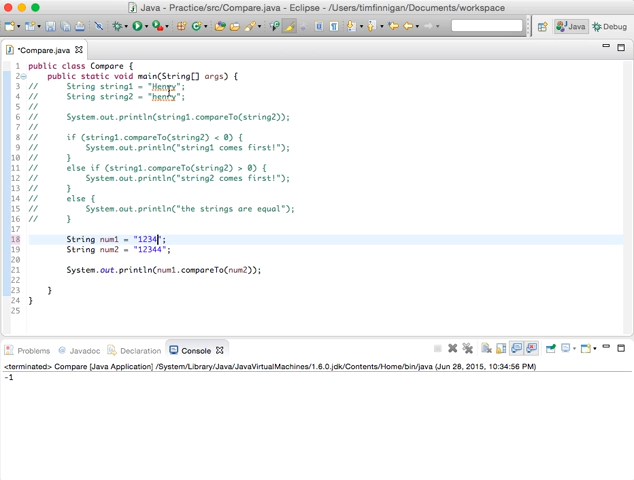 Java - Practice/src/Compare.java - Eclipse - /Users/timfinnigan/Documents/workspace
Java
Debug
*Compare.java
1 public class Compare {
2 public static void main(String[] args) {
3 // String string1 = "Henry";
4 // String string2 = "henry";
5 //
6 // System.out.println(string1.compareTo(string2));
7 //
8 // if (string1.compareTo(string2) < 0) {
9 // System.out.println("string1 comes first!");
10 // }
11 // else if (string1.compareTo(string2) > 0) {
12 // System.out.println("string2 comes first!");
13 // }
14 // else {
15 // System.out.println("the strings are equal");
16 // }
17
18 String num1 = "1234";
19 String num2 = "12344";
20
21 System.out.println(num1.compareTo(num2));
22
23 }
24 }
25
Problems @ Javadoc Declaration Console
<terminated> Compare [Java Application] /System/Library/Java/JavaVirtualMachines/1.6.0.jdk/Contents/Home/bin/java (Jun 28, 2015, 10:34:56 PM)
-1